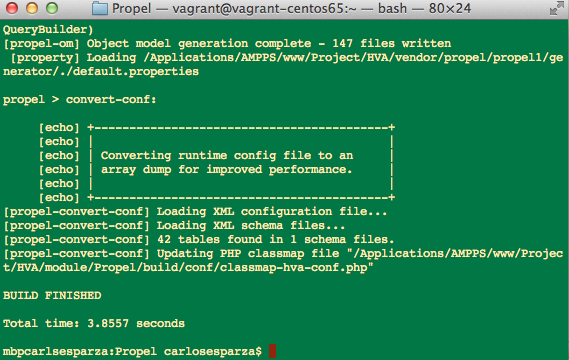 Propel — vagrant@vagrant-centos65:~ — bash — 80×24
QueryBuilder)
[propel-om] Object model generation complete - 147 files written
[property] Loading /Applications/AMPPS/www/Project/HVA/vendor/propel/propel1/ge
nerator/./default.properties
propel > convert-conf:
[echo] +------------------------------------------+
[echo] |                                          |
[echo] | Converting runtime config file to an     |
[echo] | array dump for improved performance.     |
[echo] |                                          |
[echo] +------------------------------------------+
[propel-convert-conf] Loading XML configuration file...
[propel-convert-conf] Loading XML schema files...
[propel-convert-conf] 42 tables found in 1 schema files.
[propel-convert-conf] Updating PHP classmap file "/Applications/AMPPS/www/Projec
t/HVA/module/Propel/build/conf/classmap-hva-conf.php"
BUILD FINISHED
Total time: 3.8557 seconds
mbpcarlsesparza:Propel carlosesparza$